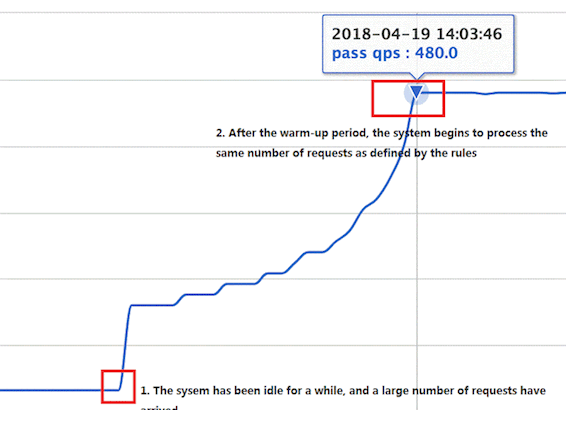 2018-04-19 14:03:46
pass qps : 480.0
2. After the warm-up period, the system begins to process the
same number of requests as defined by the rules
1. The sysem has been idle for a while, and a large number of requests have